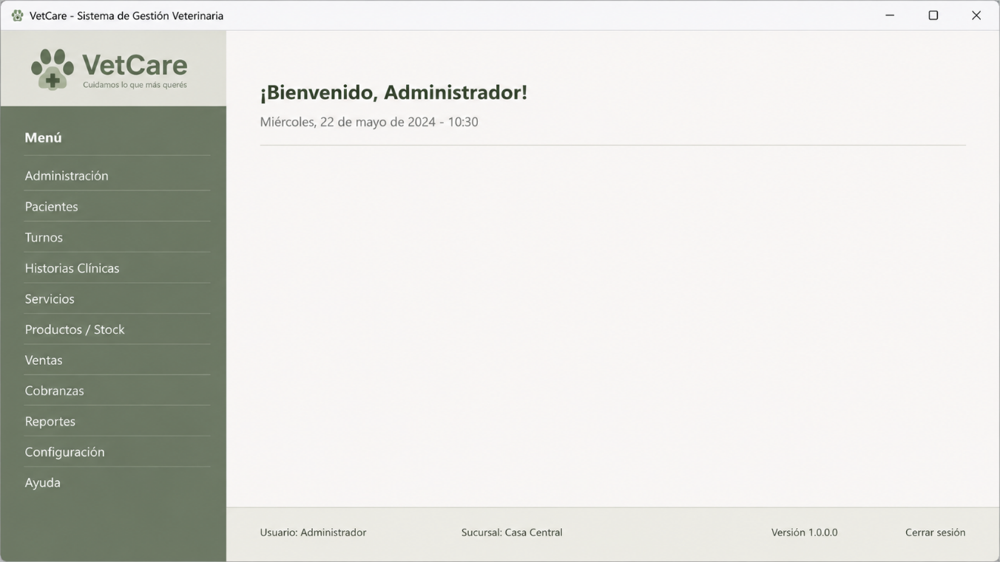 VetCare - Sistema de Gestión Veterinaria
VetCare
Cuidamos lo que más querés
Menú
Administración
Pacientes
Turnos
Historias Clínicas
Servicios
Productos / Stock
Ventas
Cobranzas
Reportes
Configuración
Ayuda
¡Bienvenido, Administrador!
Miércoles, 22 de mayo de 2024 - 10:30
Usuario: Administrador
Sucursal: Casa Central
Versión 1.0.0.0
Cerrar sesión